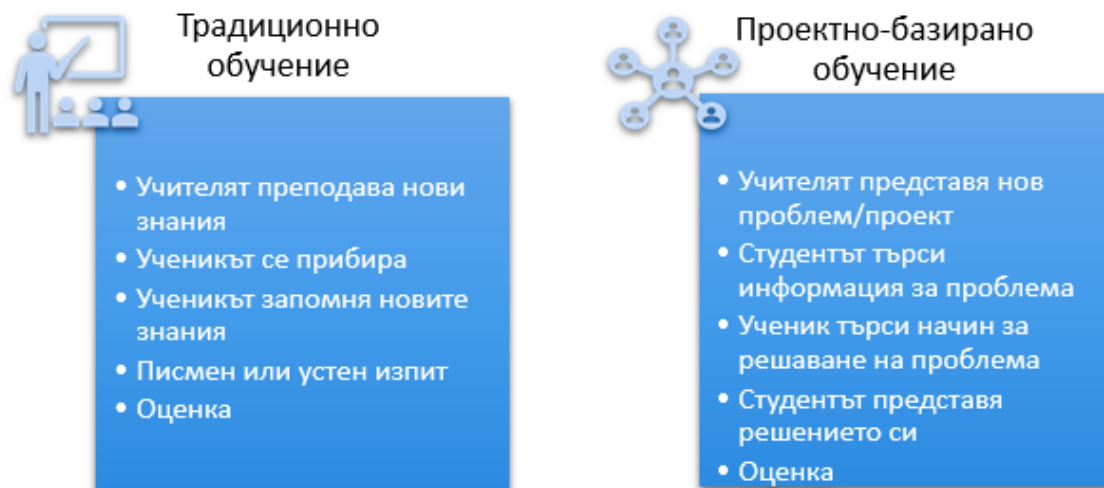 Традиционно
обучение
• Учителят преподава нови
знания
• Ученикът се прибира
• Ученикът запомня новите
знания
• Писмен или устен изпит
• Оценка
Проектно-базирано
обучение
• Учителят представя нов
проблем/проект
• Студентът търси
информация за проблема
• Ученик търси начин за
решаване на проблема
• Студентът представя
решението си
• Оценка